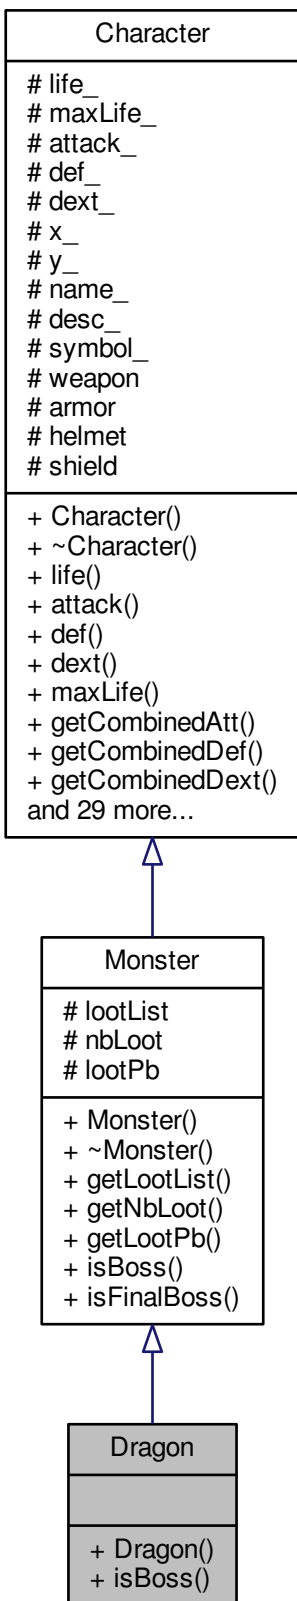 Character
# life_
# maxLife_
# attack_
# def_
# dext_
# x_
# y_
# name_
# desc_
# symbol_
# weapon
# armor
# helmet
# shield
+ Character()
+ ~Character()
+ life()
+ attack()
+ def()
+ dext()
+ maxLife()
+ getCombinedAtt()
+ getCombinedDef()
+ getCombinedDext()
and 29 more...
Monster
# lootList
# nbLoot
# lootPb
+ Monster()
+ ~Monster()
+ getLootList()
+ getNbLoot()
+ getLootPb()
+ isBoss()
+ isFinalBoss()
Dragon
+ Dragon()
+ isBoss()